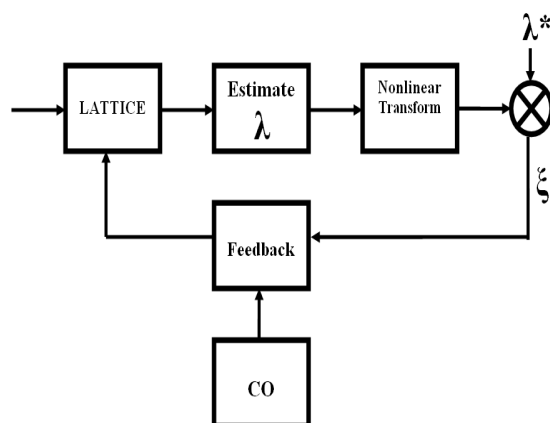 λ*
LATTICE
Estimate
λ
Nonlinear
Transform
ξ
Feedback
CO